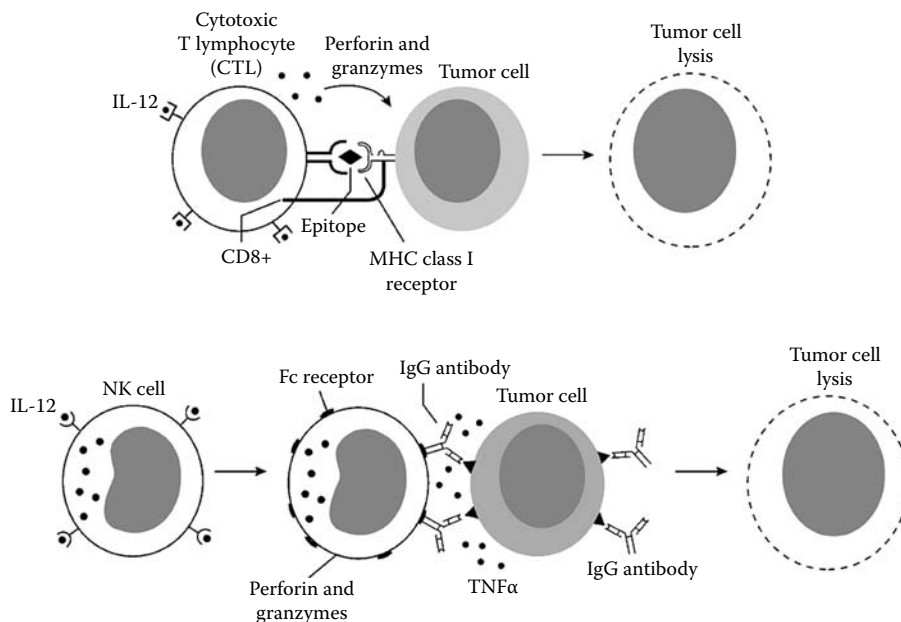 Cytotoxic
T lymphocyte
(CTL)
Perforin and
granzymes
Tumor cell
Tumor cell
lysis
IL-12
CD8+
Epitope
MHC class I
receptor
NK cell
IL-12
Fc receptor
IgG antibody
Tumor cell
Tumor cell
lysis
Perforin and
granzymes
TNFα
IgG antibody